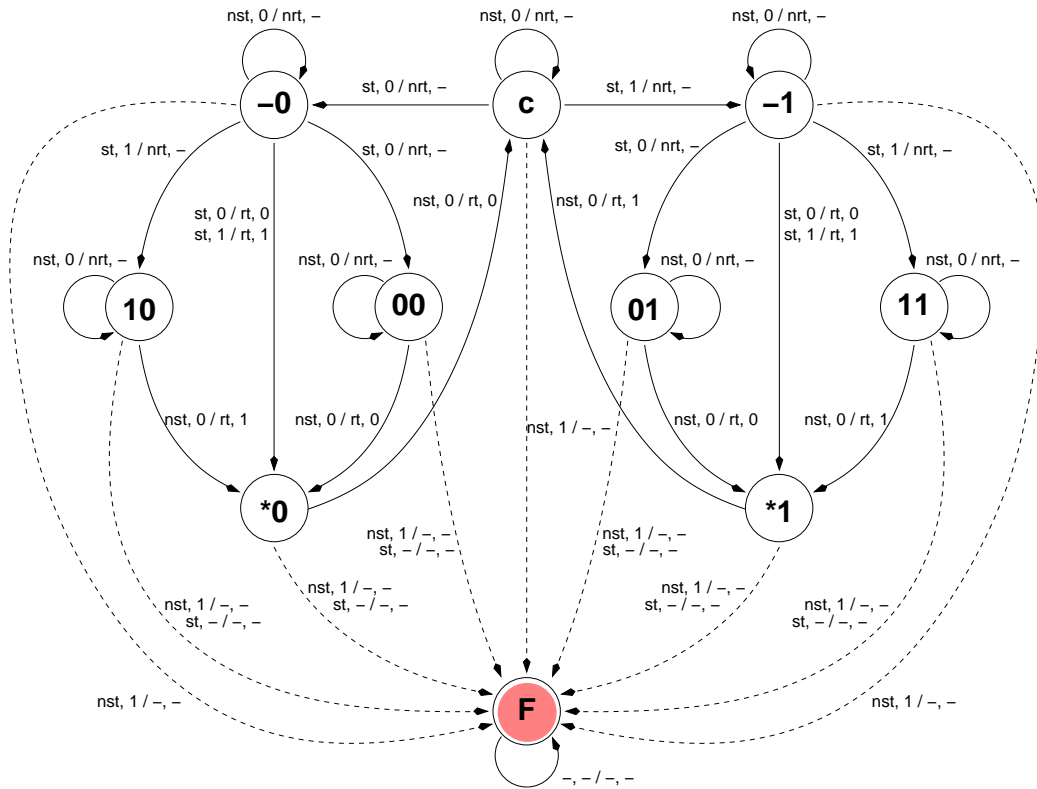 nst, 0 / nrt, –
nst, 0 / nrt, –
nst, 0 / nrt, –
–0
st, 0 / nrt, –
c
st, 1 / nrt, –
–1
st, 1 / nrt, –
st, 0 / nrt, –
st, 0 / nrt, –
st, 1 / nrt, –
st, 0 / rt, 0
st, 1 / rt, 1
nst, 0 / rt, 0
nst, 0 / rt, 1
st, 0 / rt, 0
st, 1 / rt, 1
nst, 0 / nrt, –
nst, 0 / nrt, –
nst, 0 / nrt, –
nst, 0 / nrt, –
10
00
01
11
nst, 0 / rt, 1
nst, 0 / rt, 0
nst, 1 / –, –
nst, 0 / rt, 0
nst, 0 / rt, 1
*0
*1
nst, 1 / –, –
st, – / –, –
nst, 1 / –, –
st, – / –, –
nst, 1 / –, –
st, – / –, –
nst, 1 / –, –
st, – / –, –
nst, 1 / –, –
st, – / –, –
nst, 1 / –, –
st, – / –, –
nst, 1 / –, –
F
nst, 1 / –, –
–, – / –, –